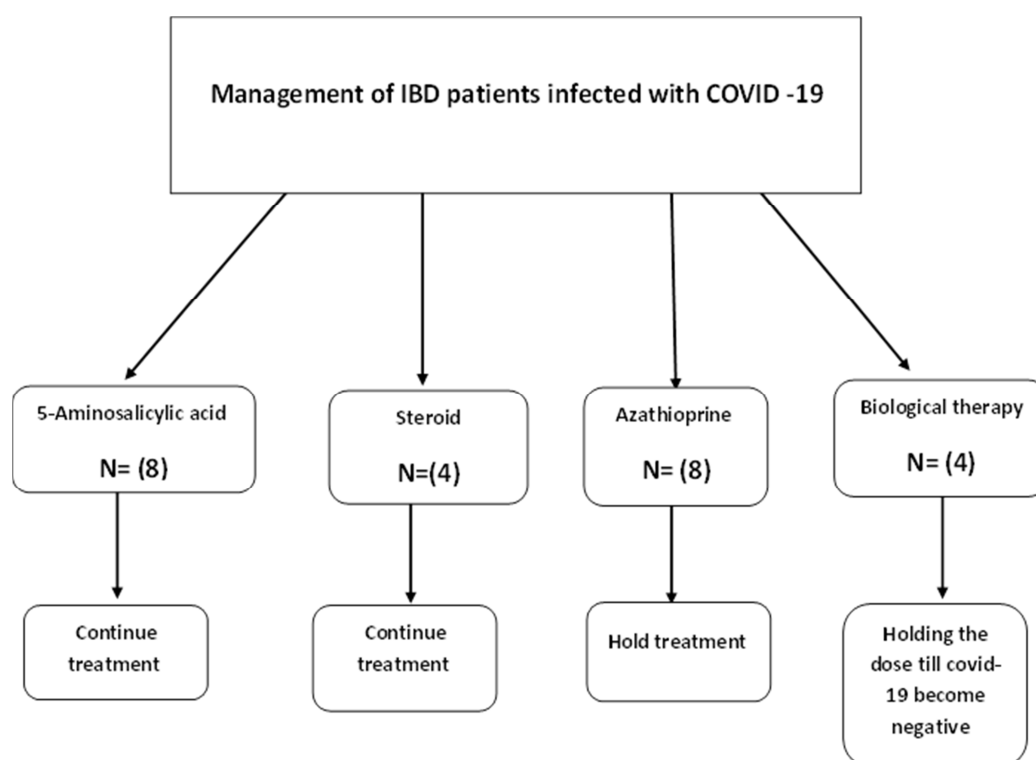 Management of IBD patients infected with COVID -19
5-Aminosalicylic acid
N= (8)
Steroid
N=(4)
Azathioprine
N= (8)
Biological therapy
N= (4)
Continue
treatment
Continue
treatment
Hold treatment
Holding the
dose till covid-
19 become
negative